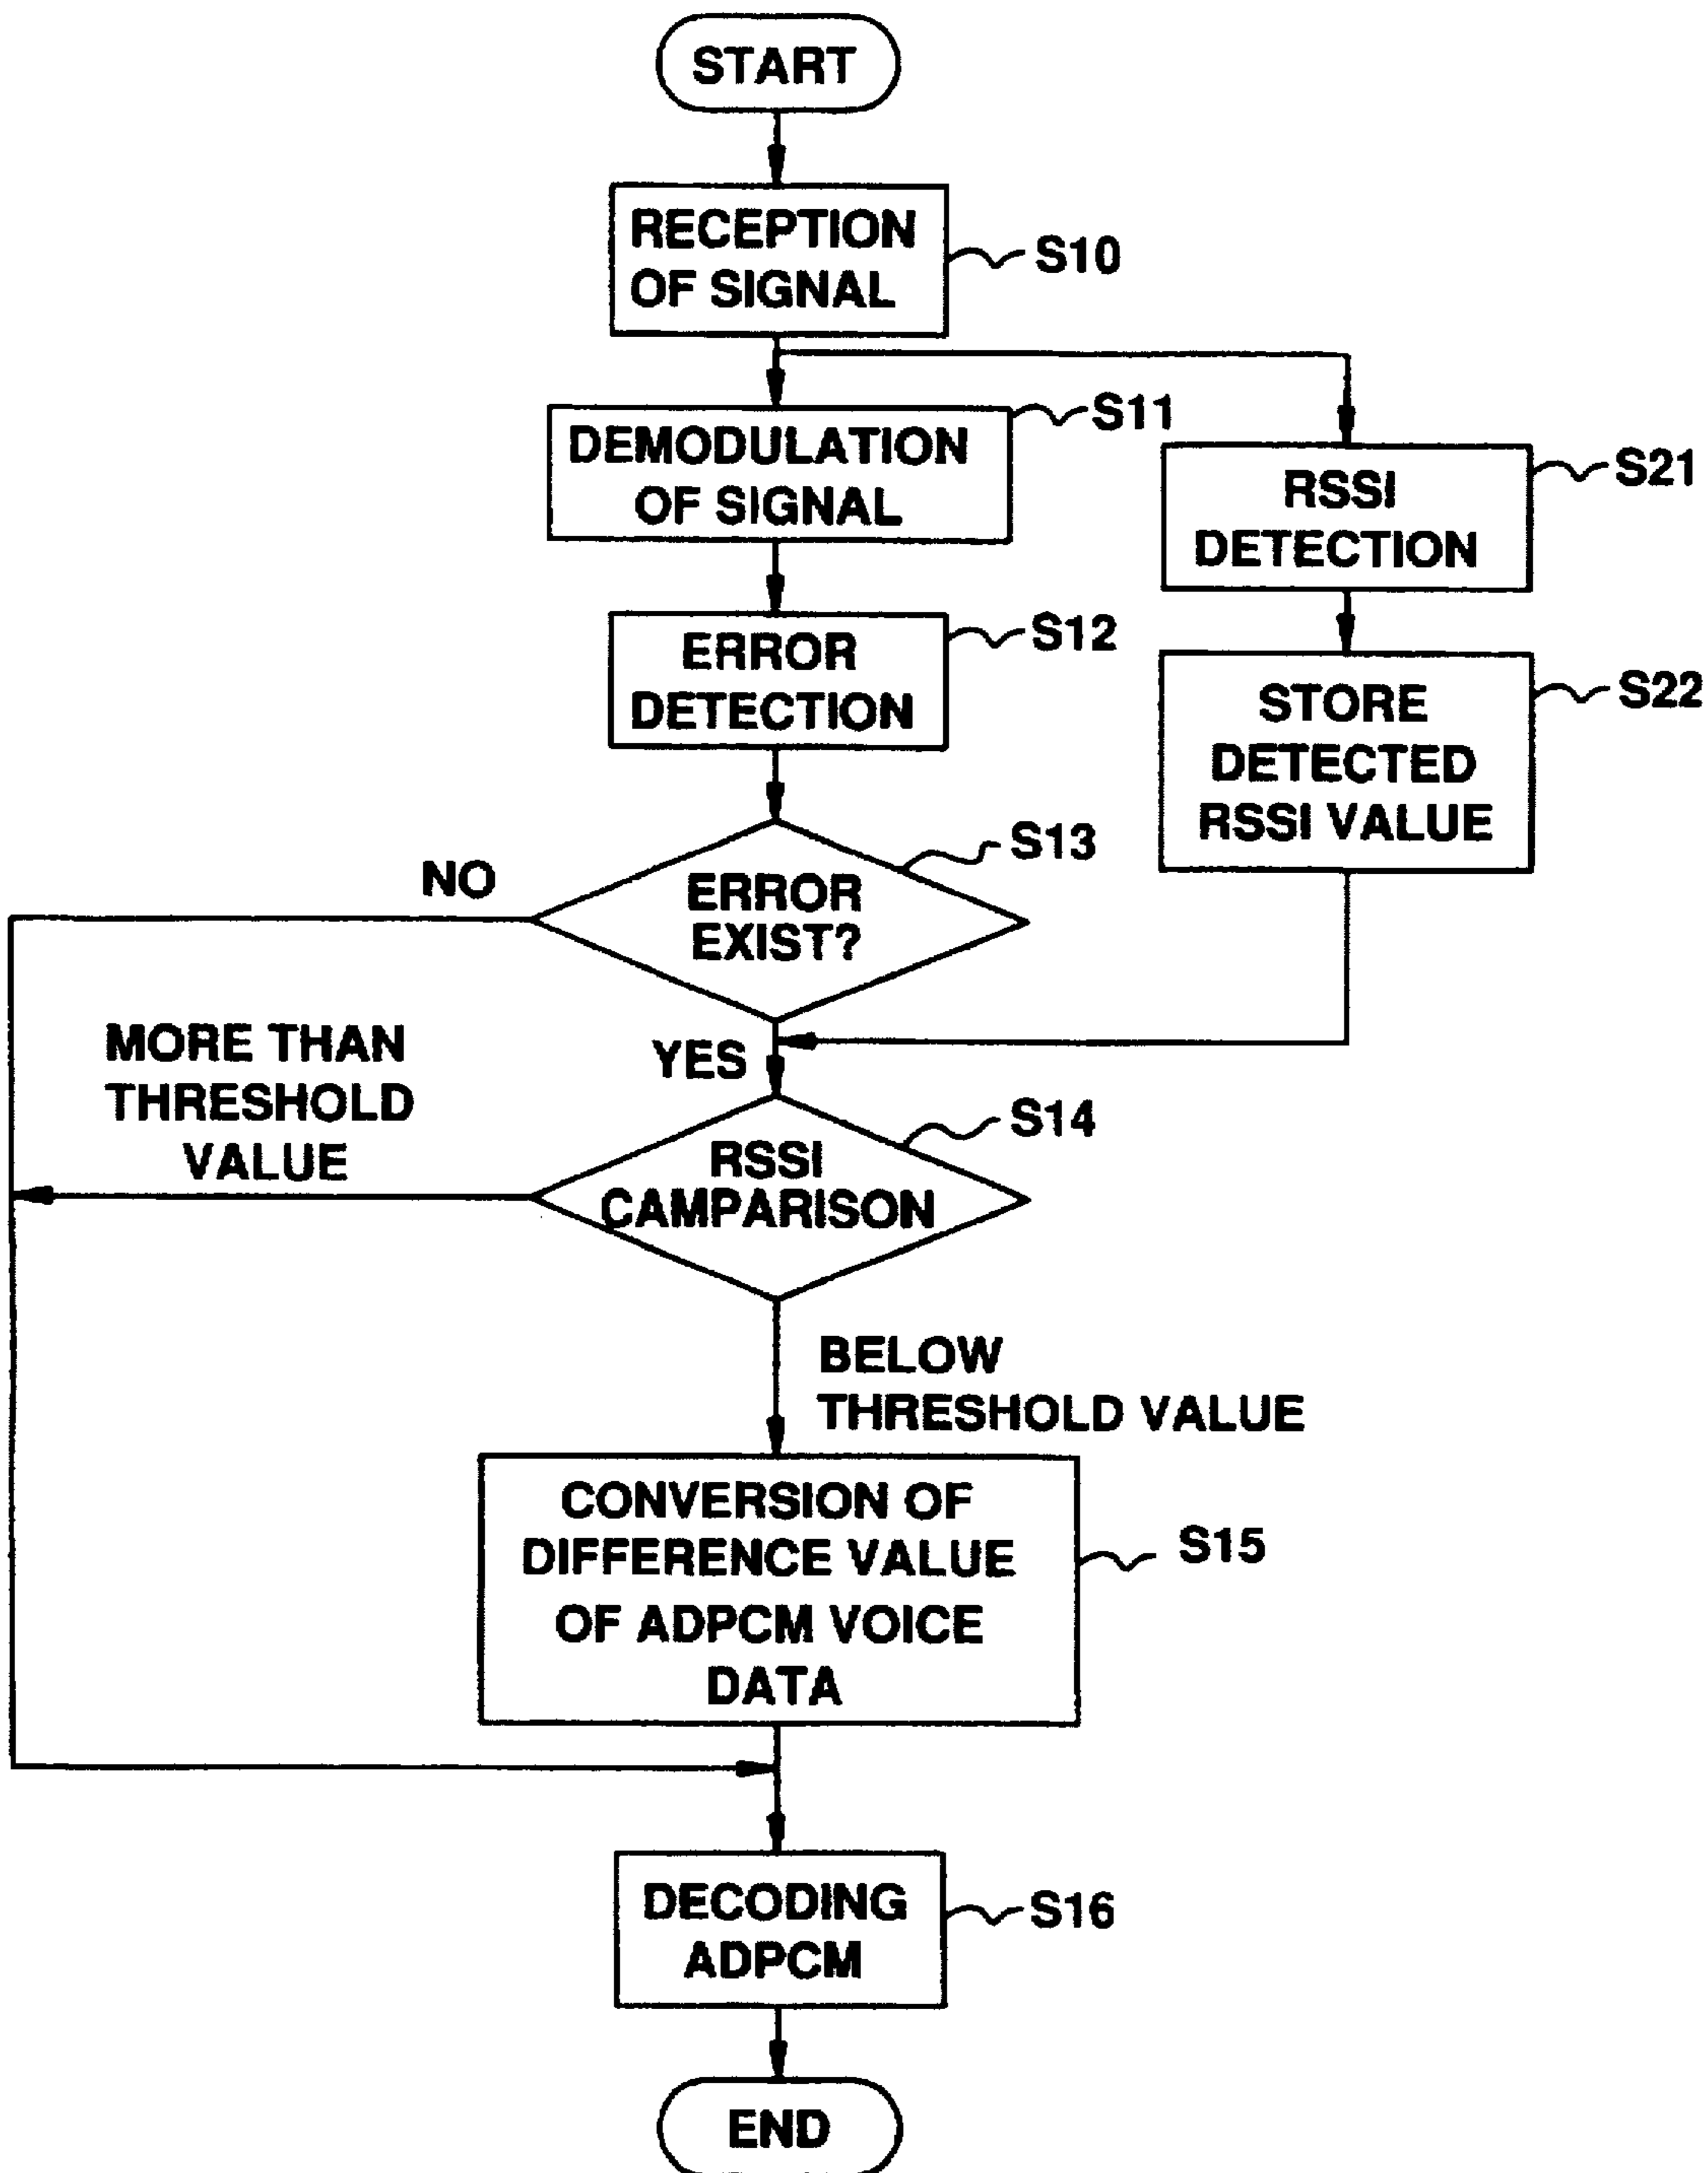 START
RECEPTION
OF SIGNAL
S10
DEMODULATION
OF SIGNAL
S11
RSSI
DETECTION
S21
ERROR
DETECTION
S12
STORE
DETECTED
RSSI VALUE
S22
ERROR
EXIST?
S13
NO
YES
MORE THAN
THRESHOLD
VALUE
RSSI
CAMPARISON
S14
BELOW
THRESHOLD VALUE
CONVERSION OF
DIFFERENCE VALUE
OF ADPCM VOICE
DATA
S15
DECODING
ADPCM
S16
END